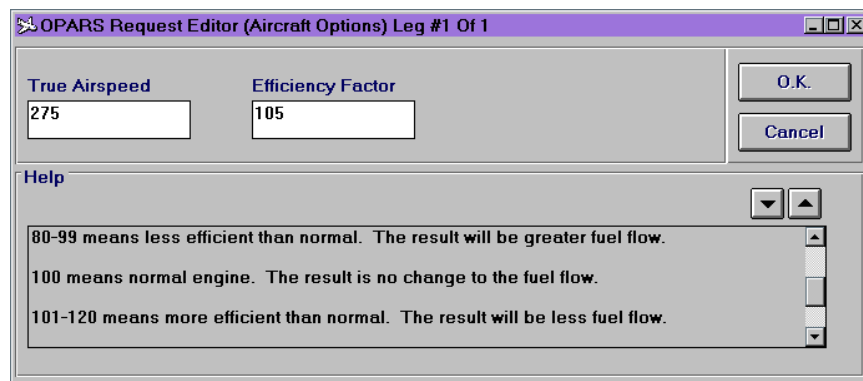 OPARS Request Editor (Aircraft Options) Leg #1 Of 1
True Airspeed
Efficiency Factor
275
105
O.K.
Cancel
Help
80-99 means less efficient than normal.  The result will be greater fuel flow.
100 means normal engine.  The result is no change to the fuel flow.
101-120 means more efficient than normal.  The result will be less fuel flow.